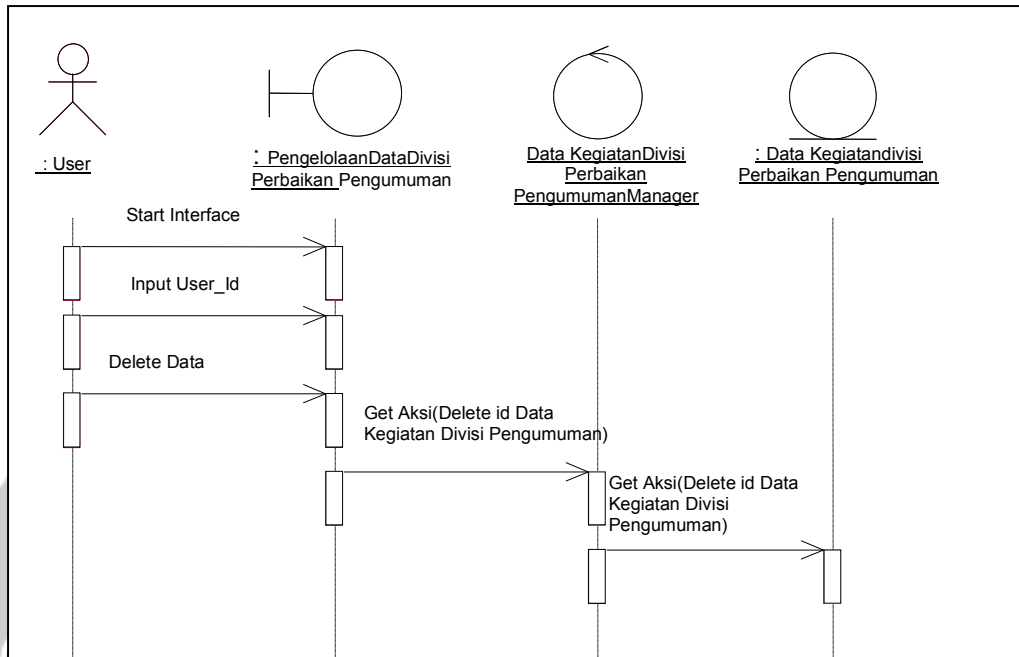 : User
: PengelolaanDataDivisi
Perbaikan Pengumuman
Data KegiatanDivisi
Perbaikan
PengumumanManager
: Data Kegiatandivisi
Perbaikan Pengumuman
Start Interface
Input User_Id
Delete Data
Get Aksi(Delete id Data
Kegiatan Divisi Pengumuman)
Get Aksi(Delete id Data
Kegiatan Divisi
Pengumuman)